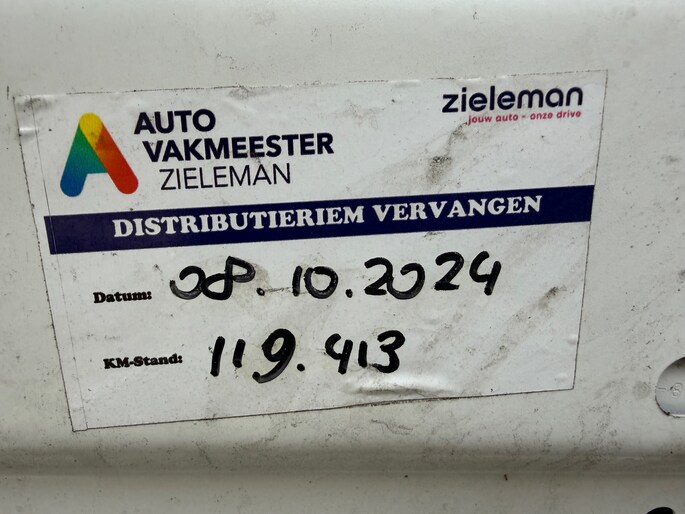 AUTO
VAKMEESTER
ZIELEMAN
zieleman
jouw auto - onze drive
DISTRIBUTIERIEM VERVANGEN
Datum: 08.10.2024
KM-Stand: 119.413